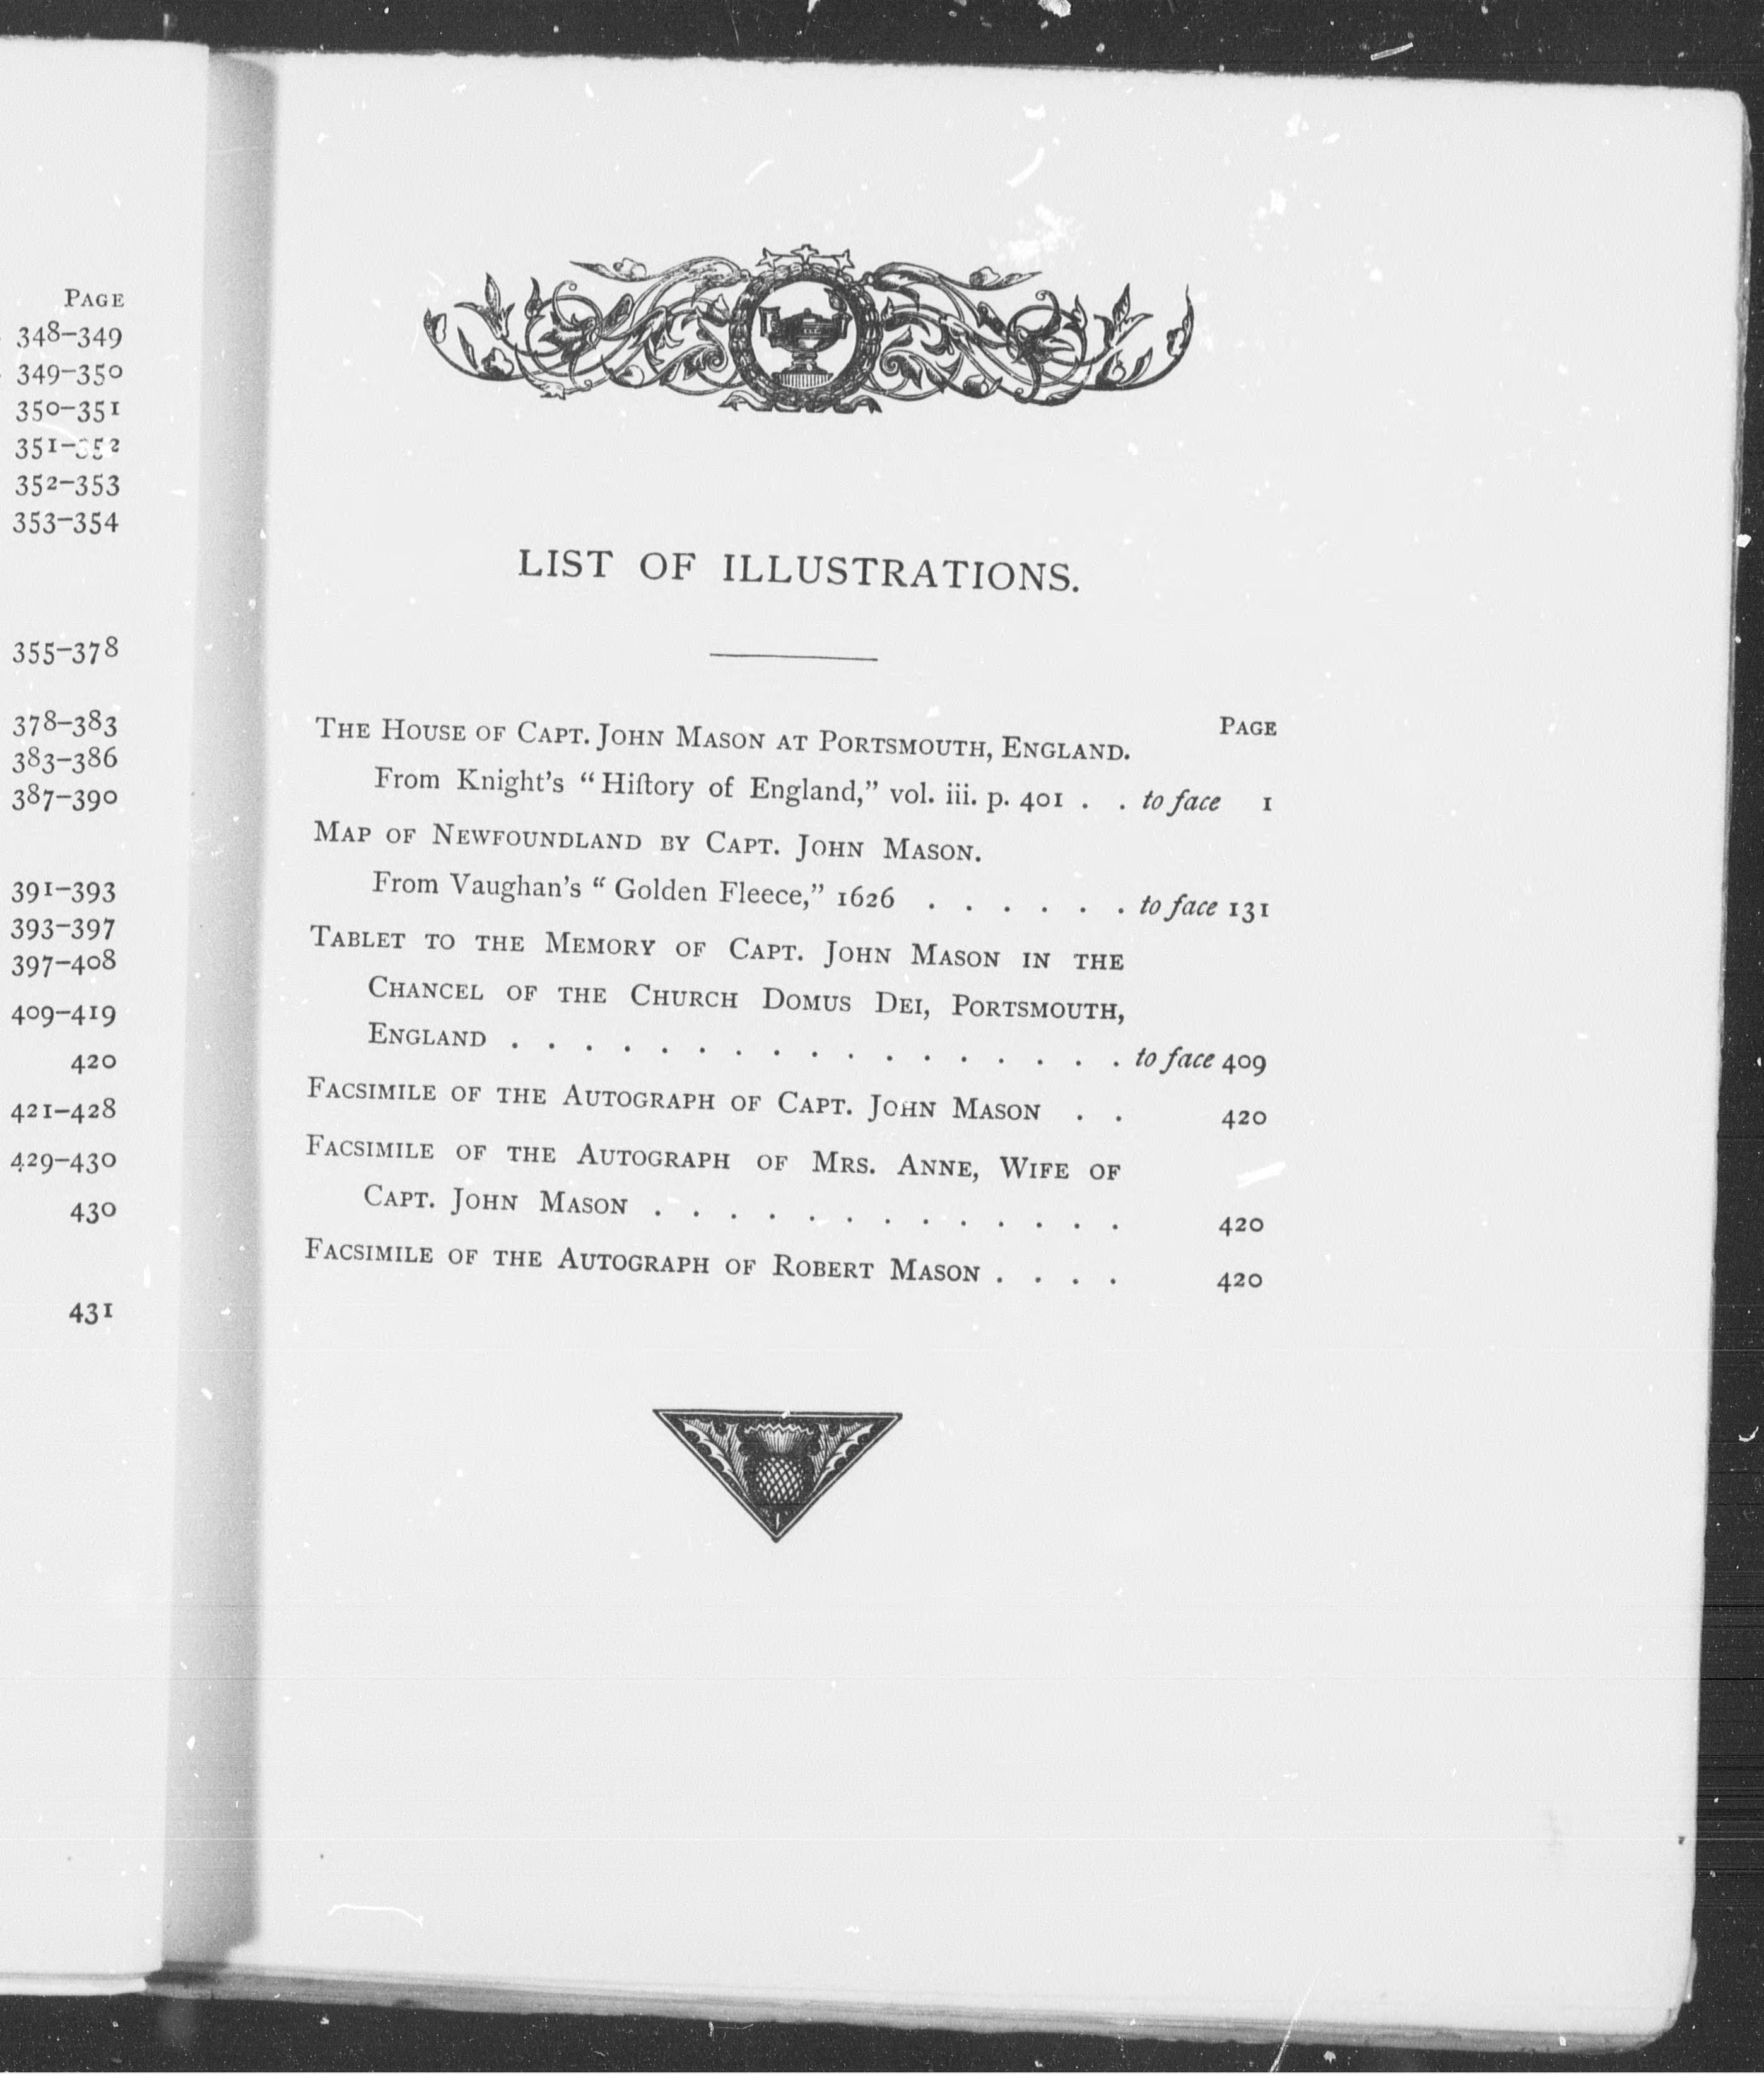 PAGE
348–349
349–350
350–351
351–352
352–353
353–354
355–378
378–383
383–386
387–390
391–393
393–397
397–408
409–419
420
421–428
429–430
430
431
LIST OF ILLUSTRATIONS.
PAGE
THE HOUSE OF CAPT. JOHN MASON AT PORTSMOUTH, ENGLAND.
From Knight's “Hiſtory of England,” vol. iii. p. 401 . . to face 1
MAP OF NEWFOUNDLAND BY CAPT. JOHN MASON.
From Vaughan's “Golden Fleece,” 1626 . . . . . . to face 131
TABLET TO THE MEMORY OF CAPT. JOHN MASON IN THE
CHANCEL OF THE CHURCH DOMUS DEI, PORTSMOUTH,
ENGLAND . . . . . . . . . . . . . . . . . to face 409
FACSIMILE OF THE AUTOGRAPH OF CAPT. JOHN MASON . . 420
FACSIMILE OF THE AUTOGRAPH OF MRS. ANNE, WIFE OF
CAPT. JOHN MASON . . . . . . . . . . . . . 420
FACSIMILE OF THE AUTOGRAPH OF ROBERT MASON . . . . 420